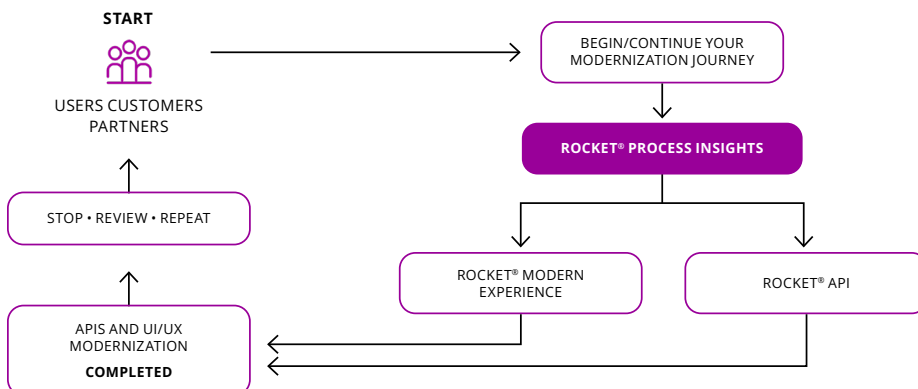 START
USERS CUSTOMERS
PARTNERS
BEGIN/CONTINUE YOUR
MODERNIZATION JOURNEY
ROCKET® PROCESS INSIGHTS
ROCKET® MODERN
EXPERIENCE
ROCKET® API
APIS AND UI/UX
MODERNIZATION
COMPLETED
STOP • REVIEW • REPEAT